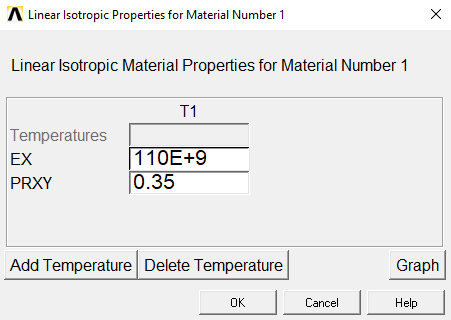 Linear Isotropic Properties for Material Number 1
Linear Isotropic Material Properties for Material Number 1
T1
Temperatures
EX 110E+9
PRXY 0.35
Add Temperature Delete Temperature Graph
OK Cancel Help